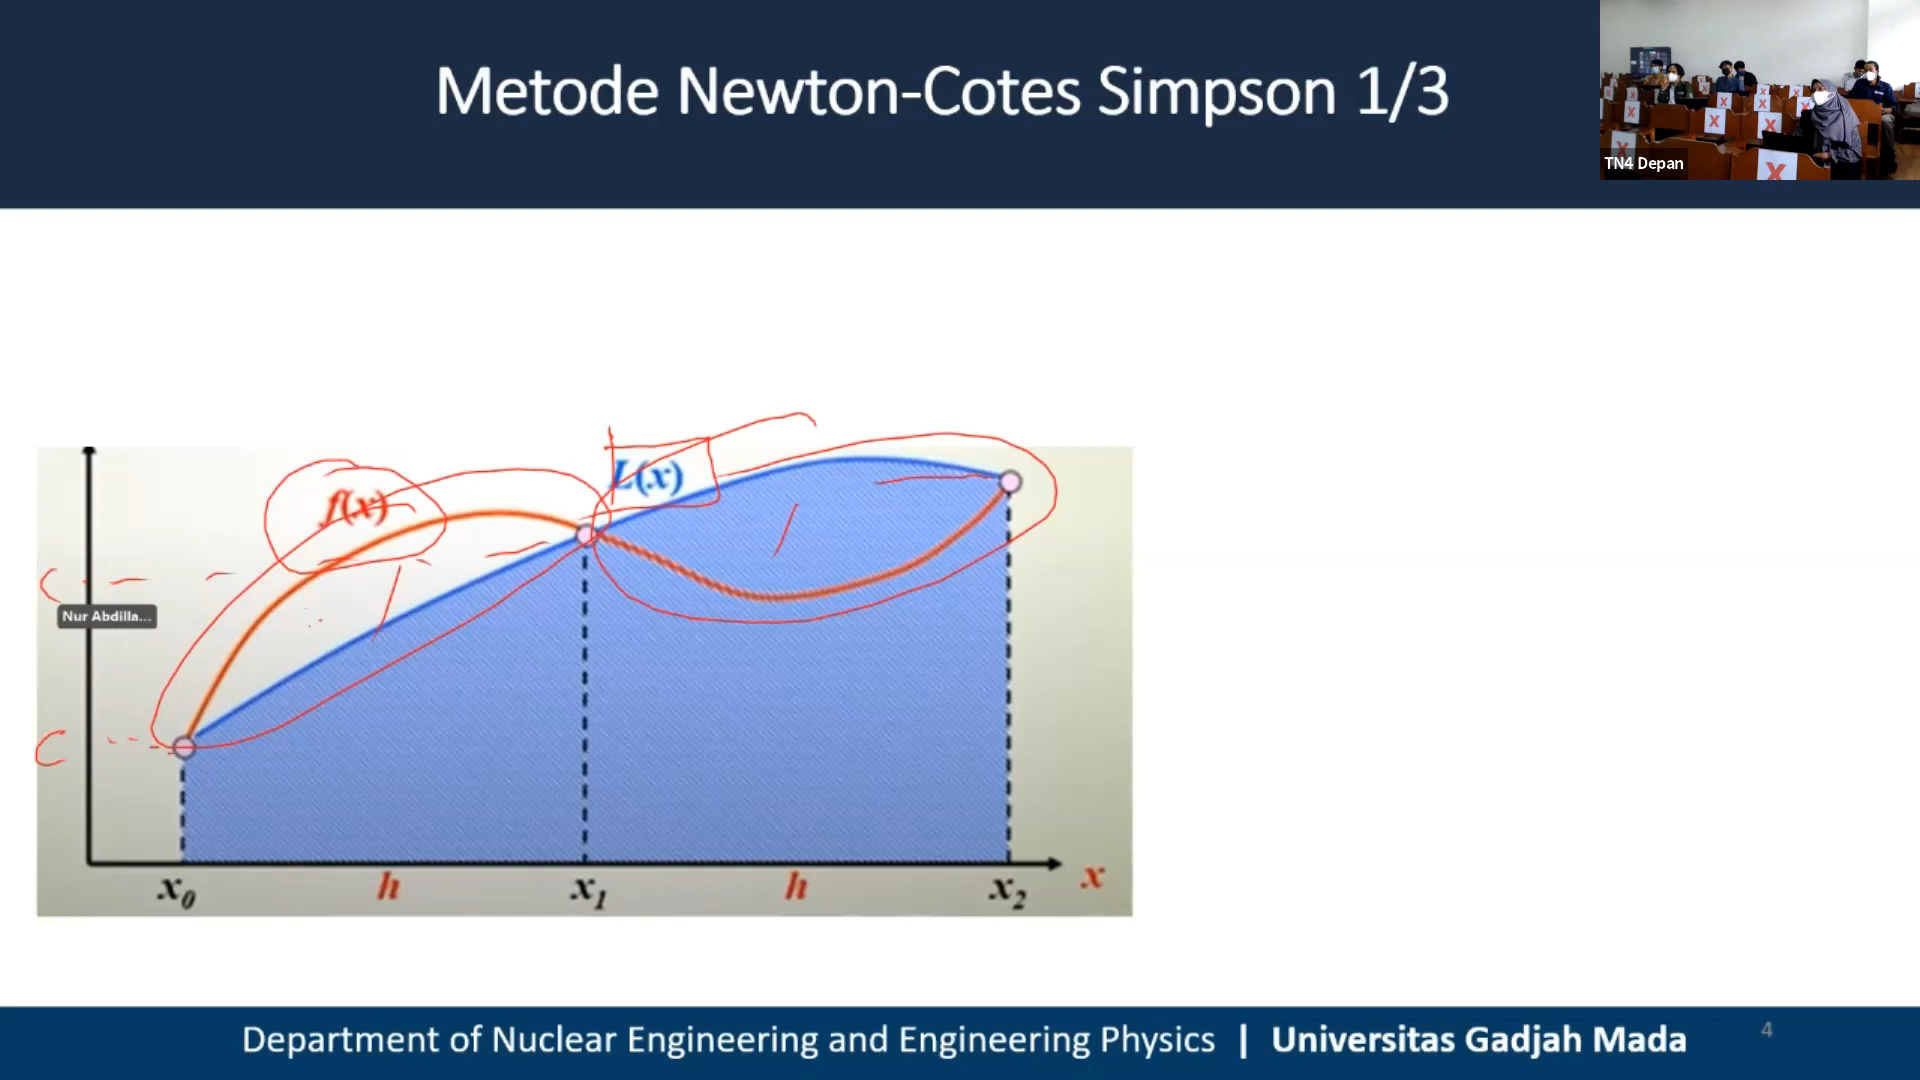 Metode Newton-Cotes Simpson 1/3
X X X X X X X X
TN4 Depan
f(x)
L(x)
C
Nur Abdilla...
C
x0 h x1 h x2 x
Department of Nuclear Engineering and Engineering Physics | Universitas Gadjah Mada
4